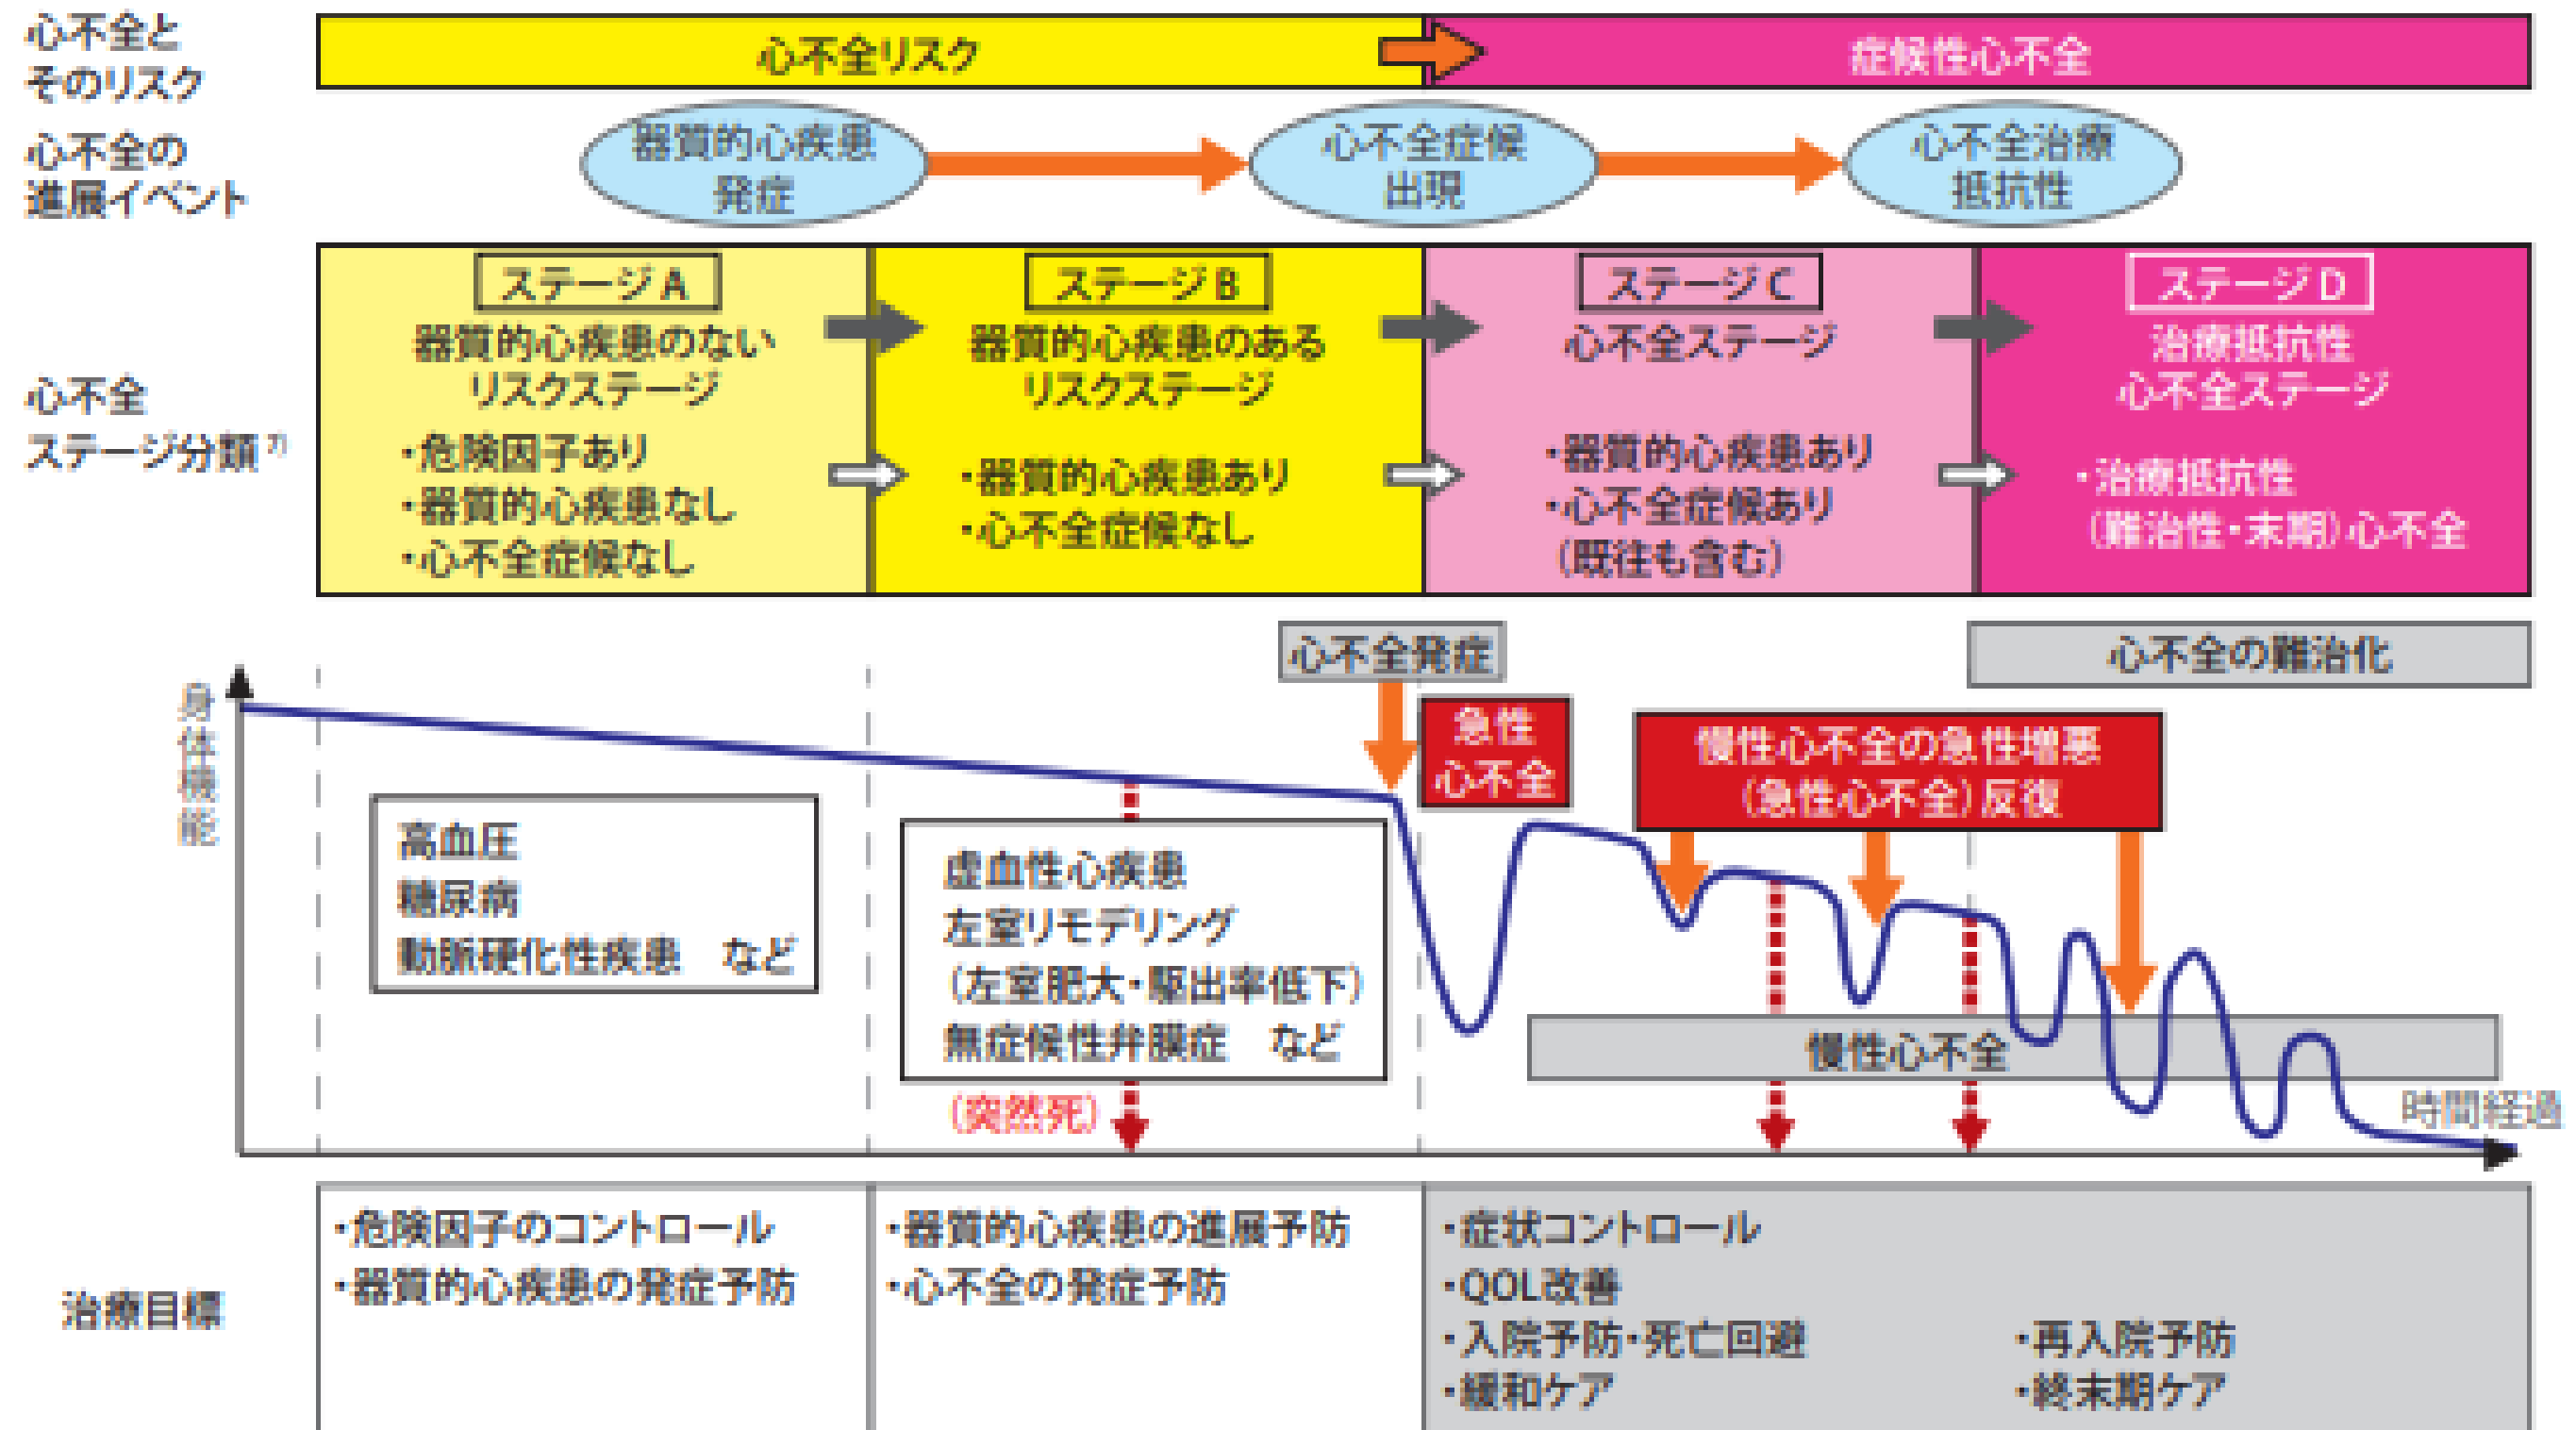 心不全と
そのリスク
心不全リスク
症候性心不全
心不全の
進展イベント
器質的心疾患
発症
心不全症候
出現
心不全治療
抵抗性
心不全
ステージ分類 7)
ステージ A
器質的心疾患のない
リスクステージ
・危険因子あり
・器質的心疾患なし
・心不全症候なし
ステージ B
器質的心疾患のある
リスクステージ
・器質的心疾患あり
・心不全症候なし
ステージ C
心不全ステージ
・器質的心疾患あり
・心不全症候あり
(既往も含む)
ステージ D
治療抵抗性
心不全ステージ
・治療抵抗性
(難治性・末期)心不全
心不全発症
心不全の難治化
身体機能
急性
心不全
慢性心不全の急性増悪
(急性心不全)反復
高血圧
糖尿病
動脈硬化性疾患 など
虚血性心疾患
左室リモデリング
(左室肥大・駆出率低下)
無症候性弁膜症 など
慢性心不全
(突然死)
時間経過
治療目標
・危険因子のコントロール
・器質的心疾患の発症予防
・器質的心疾患の進展予防
・心不全の発症予防
・症状コントロール
・QOL改善
・入院予防・死亡回避
・緩和ケア
・再入院予防
・終末期ケア